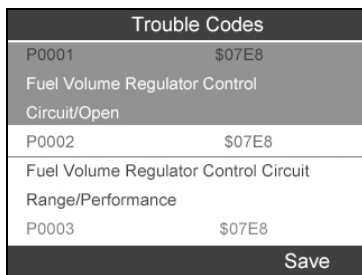 Trouble Codes
P0001 $07E8
Fuel Volume Regulator Control
Circuit/Open
P0002 $07E8
Fuel Volume Regulator Control Circuit
Range/Performance
P0003 $07E8
Save